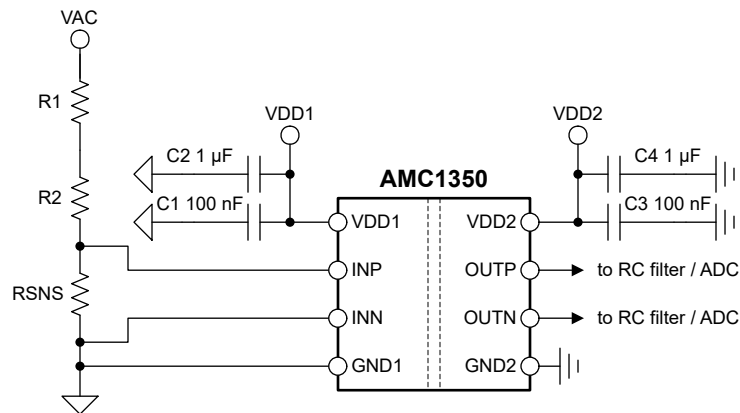 VAC
R1
R2
RSNS
VDD1
C2 1 µF
C1 100 nF
AMC1350
VDD1
INP
INN
GND1
VDD2
OUTP
OUTN
GND2
VDD2
C4 1 µF
C3 100 nF
to RC filter / ADC
to RC filter / ADC